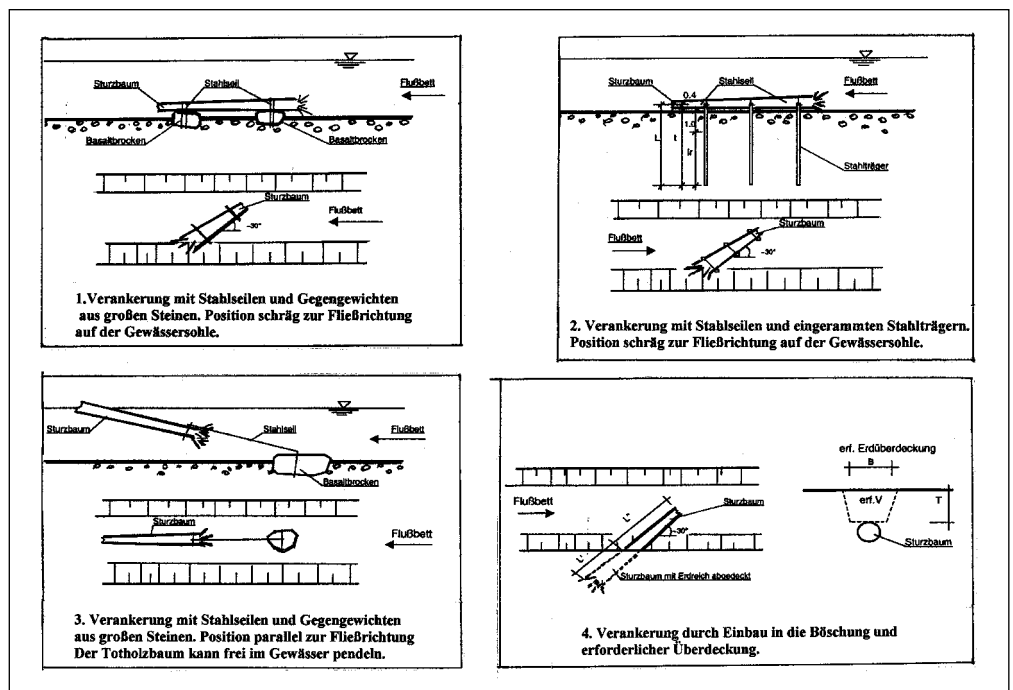 Sturzbaum
Stahlseil
Flußbett
Basaltbrocken
Basaltbrocken
Sturzbaum
Flußbett
~30°
1.Verankerung mit Stahlseilen und Gegengewichten
aus großen Steinen. Position schräg zur Fließrichtung
auf der Gewässersohle.
Sturzbaum
Stahlseil
Flußbett
0.4
1.0
L
t
Stahlträger
Sturzbaum
Flußbett
~30°
2. Verankerung mit Stahlseilen und eingerammten Stahlträgern.
Position schräg zur Fließrichtung auf der Gewässersohle.
Sturzbaum
Stahlseil
Flußbett
Basaltbrocken
Sturzbaum
Flußbett
3. Verankerung mit Stahlseilen und Gegengewichten
aus großen Steinen. Position parallel zur Fließrichtung
Der Totholzbaum kann frei im Gewässer pendeln.
erf. Erdüberdeckung
B
erf.V
T
Sturzbaum
Flußbett
Sturzbaum
~30°
Sturzbaum mit Erdreich abgedeckt
4. Verankerung durch Einbau in die Böschung und
erforderlicher Überdeckung.